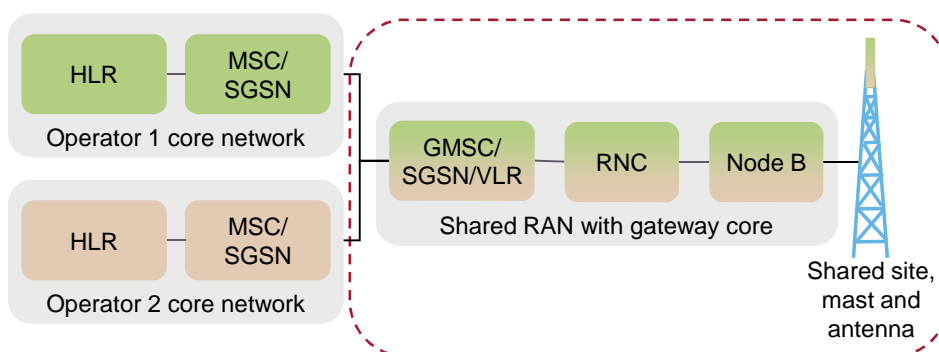 HLR
MSC/
SGSN
Operator 1 core network
GMSC/
SGSN/VLR
RNC
Node B
Shared RAN with gateway core
HLR
MSC/
SGSN
Operator 2 core network
Shared site,
mast and
antenna